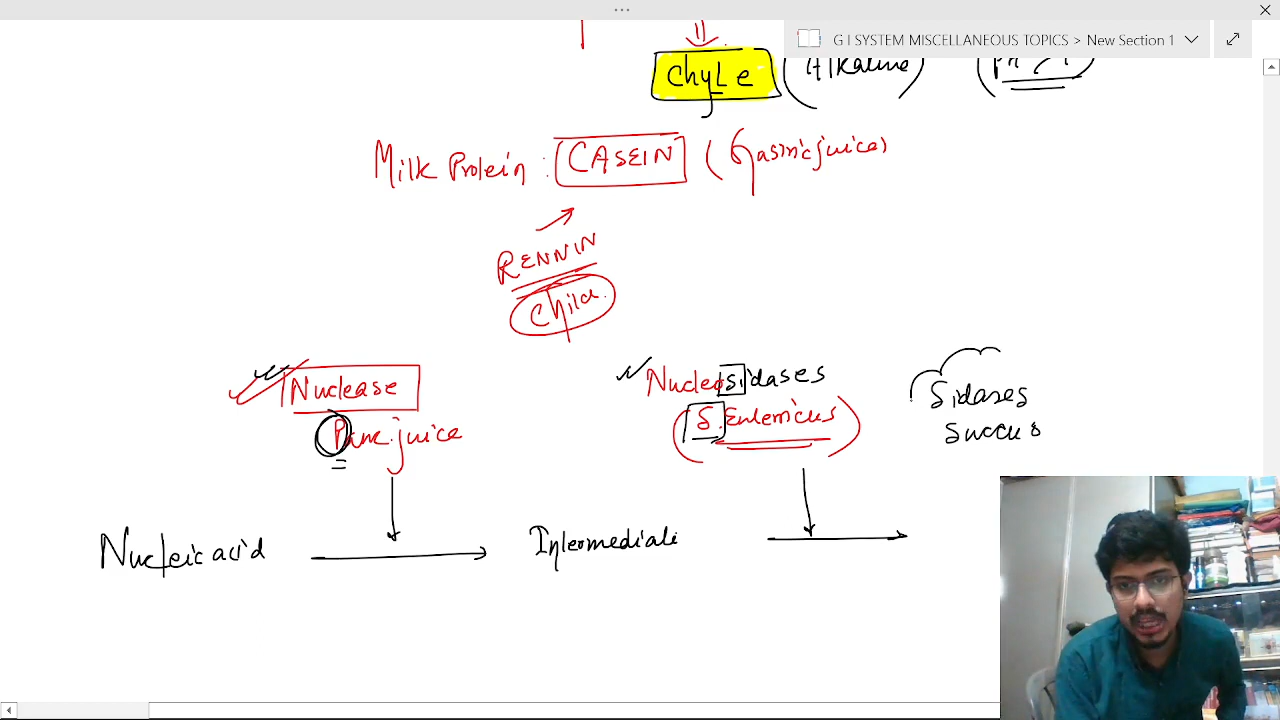 G I SYSTEM MISCELLANEOUS TOPICS > New Section 1
chyLe (Alkaline)
Milk Protein : CASEIN (Gastric juice)
RENNIN
child.
Nuclease
Panc. juice
Nucleosidases
(S. Entericus)
Sidases
Succus
Nucleic acid
Intermediate